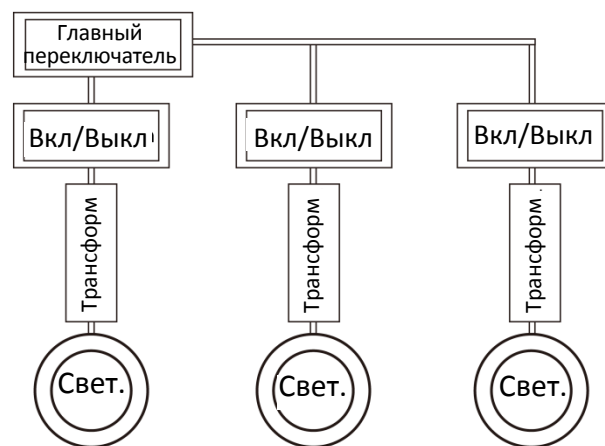 Главный
переключатель
Вкл/Выкл
Вкл/Выкл
Вкл/Выкл
Трансформ
Трансформ
Трансформ
Свет.
Свет.
Свет.